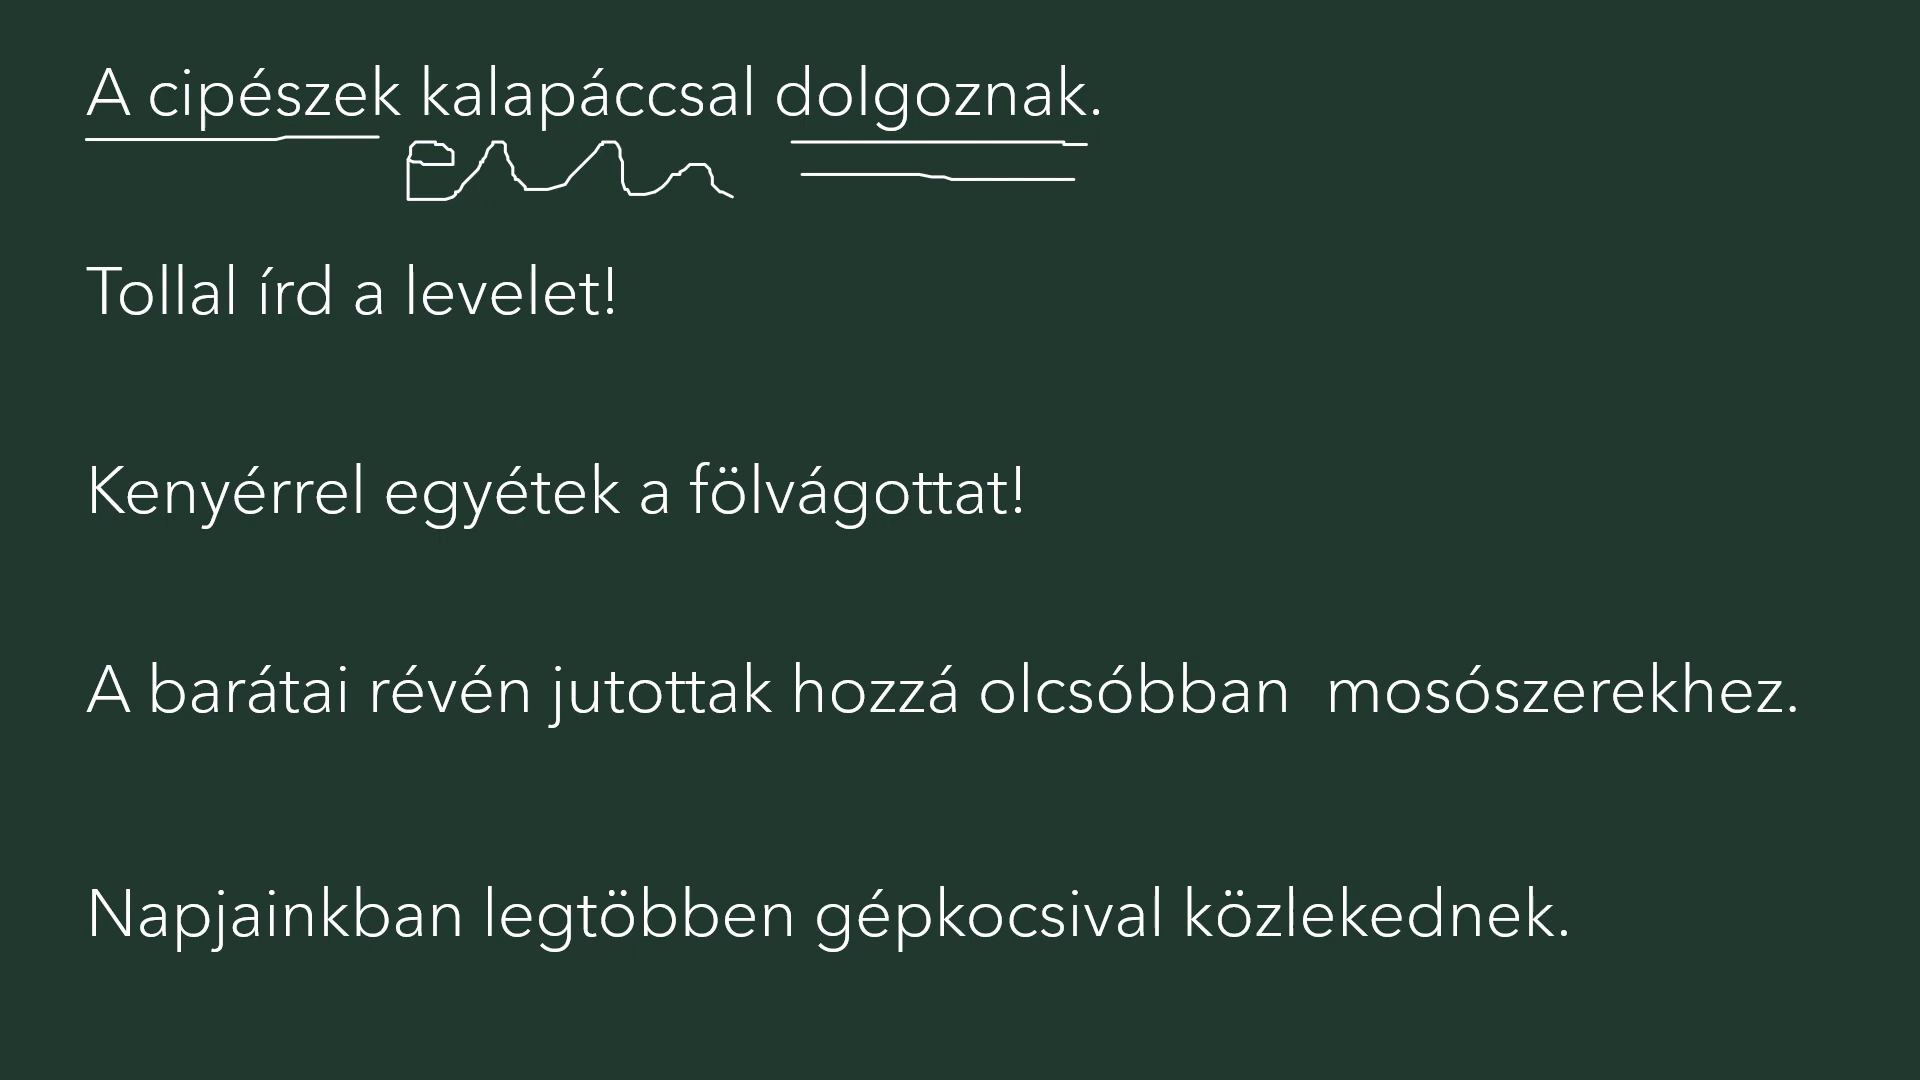 A cipészek kalapáccsal dolgoznak.
Tollal írd a levelet!
Kenyérrel egyétek a fölvágottat!
A barátai révén jutottak hozzá olcsóbban  mosószerekhez.
Napjainkban legtöbben gépkocsival közlekednek.